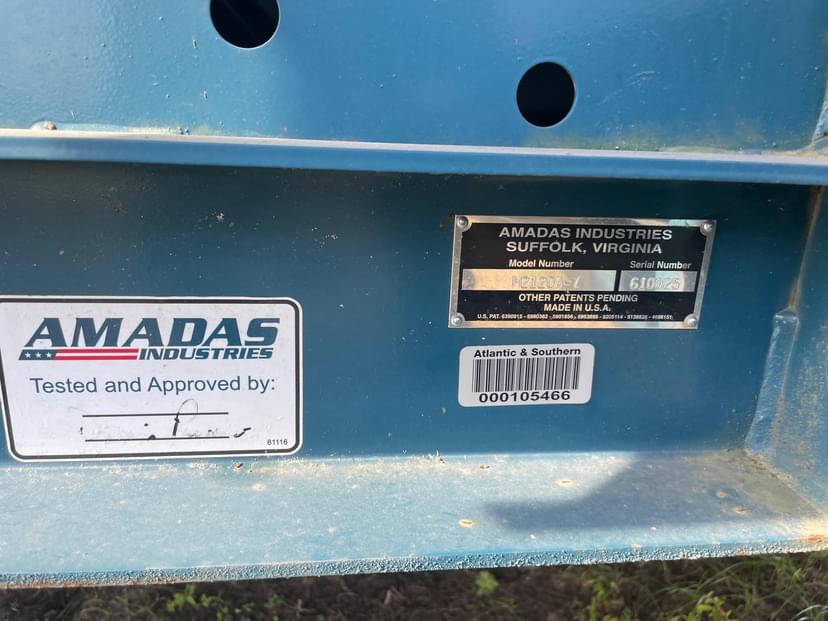 AMADAS INDUSTRIES
SUFFOLK, VIRGINIA
Model Number Serial Number
OTHER PATENTS PENDING
MADE IN U.S.A.
U.S. PAT.
AMADAS
INDUSTRIES
Tested and Approved by:
81116
Atlantic & Southern
000105466